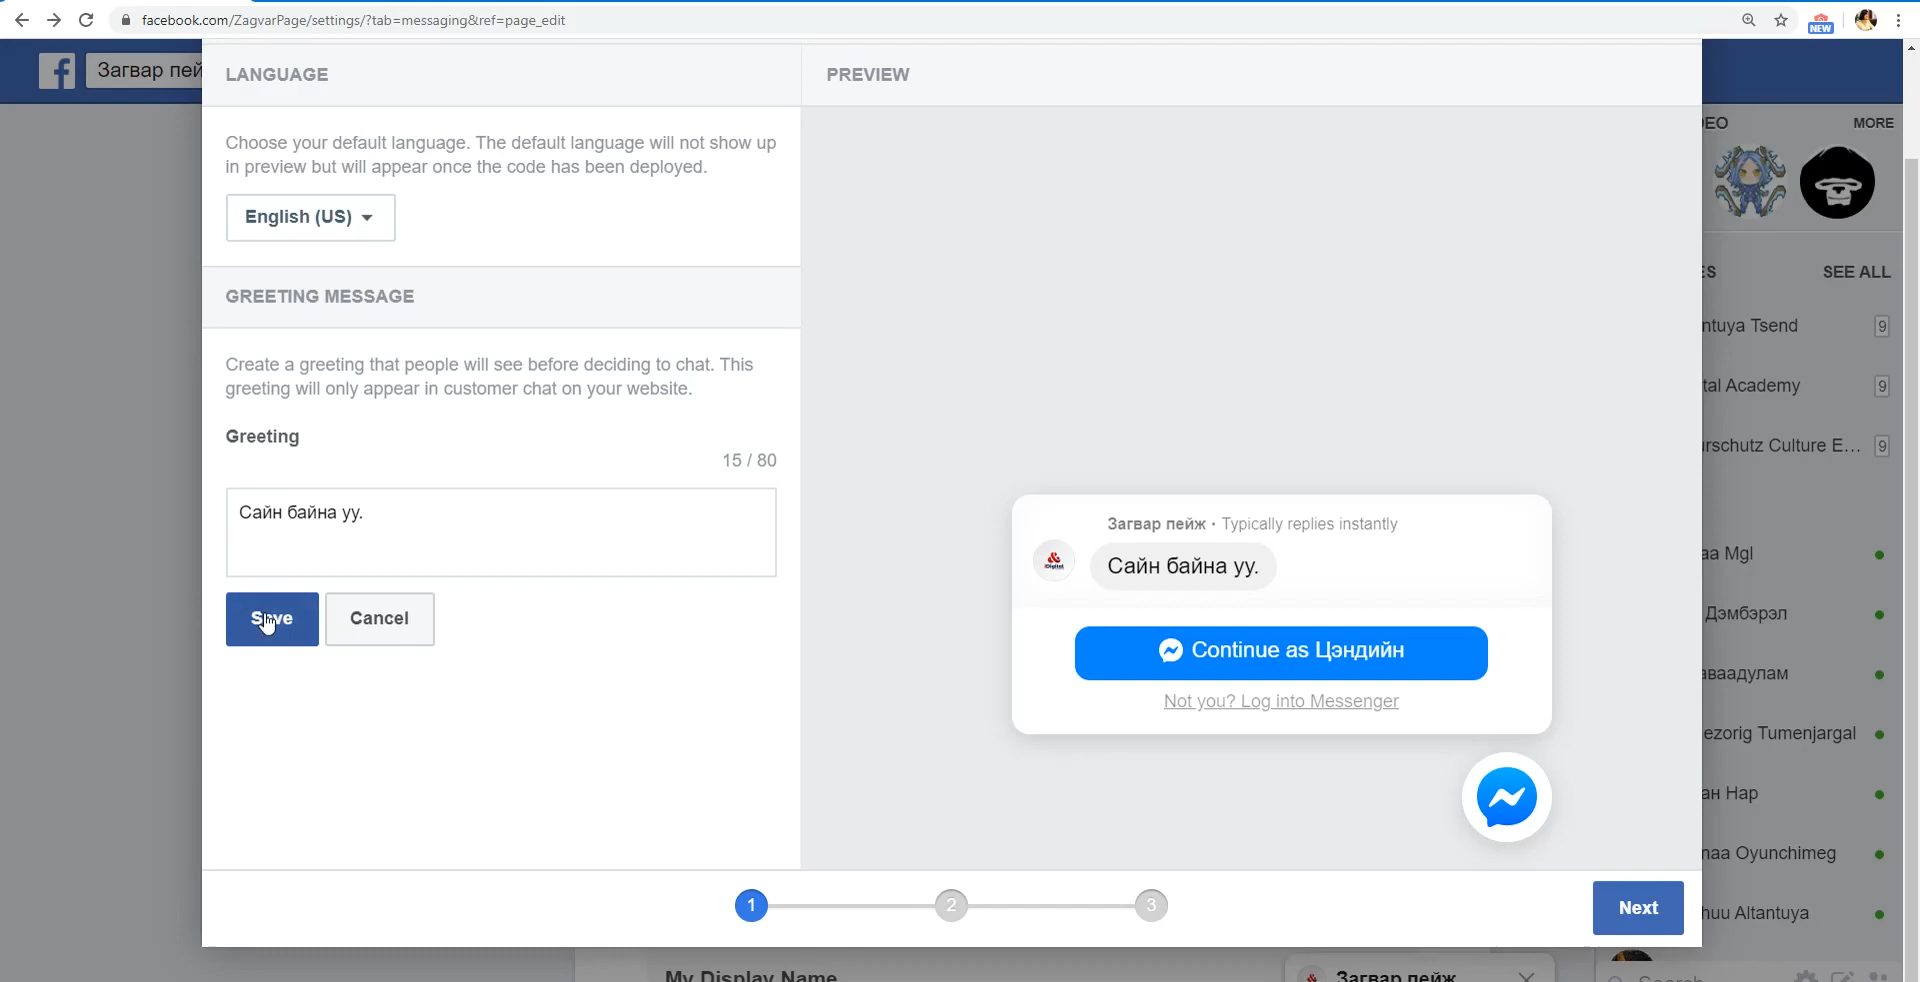 facebook.com/ZagvarPage/settings/?tab=messaging&ref=page_edit
NEW
Загвар пей
LANGUAGE
PREVIEW
MORE
Choose your default language. The default language will not show up
in preview but will appear once the code has been deployed.
English (US)
SEE ALL
GREETING MESSAGE
ntuya Tsend 9
Create a greeting that people will see before deciding to chat. This
greeting will only appear in customer chat on your website.
tal Academy 9
Greeting
urschutz Culture E... 9
15 / 80
Сайн байна уу.
Загвар пейж · Typically replies instantly
Сайн байна уу.
aa Mgl
Save
Cancel
Дэмбэрэл
Continue as Цэндийн
Not you? Log into Messenger
аваадулам
ezorig Tumenjargal
ан Нар
naa Oyunchimeg
1
2
3
Next
huu Altantuya
My Display Name
Загвар пейж
Search